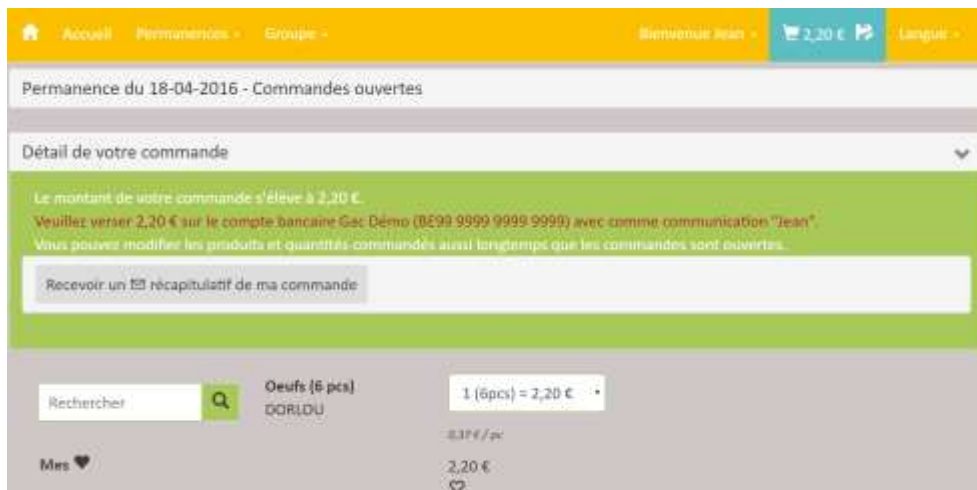 Accueil Permanences Groupe Bienvenue Jean 2,20 € Langue
Permanence du 18-04-2016 - Commandes ouvertes
Détail de votre commande
Le montant de votre commande s'élève à 2,20 €.
Veuillez verser 2,20 € sur le compte bancaire Gac Démo (BE99 9999 9999 9999) avec comme communication "Jean".
Vous pouvez modifier les produits et quantités commandés aussi longtemps que les commandes sont ouvertes.
Recevoir un récapitulatif de ma commande
Rechercher
Oeufs (6 pcs)
DORLOU
1 (6pcs) = 2,20 €
0,37 € / pc
Mes
2,20 €